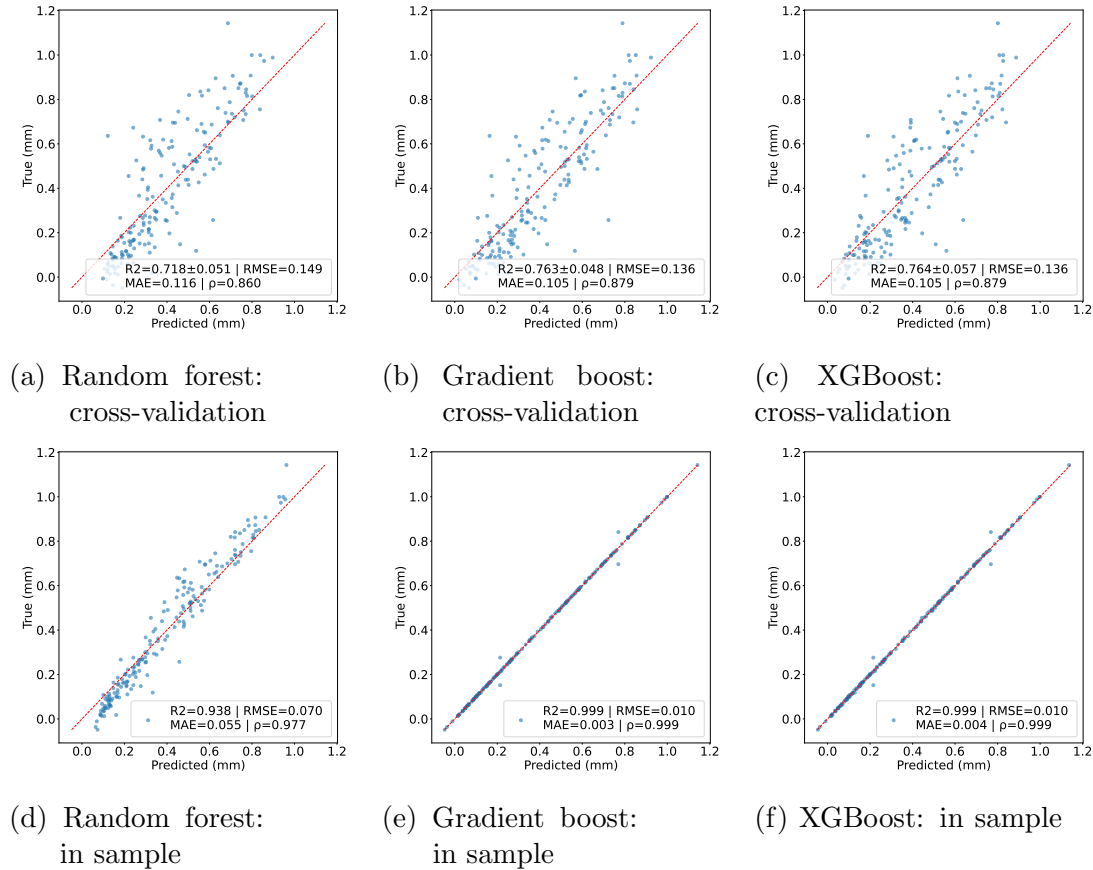 1.2
1.0
0.8
0.6
0.4
0.2
0.0
True (mm)
R2=0.718±0.051 | RMSE=0.149
MAE=0.116 | ρ=0.860
0.0 0.2 0.4 0.6 0.8 1.0 1.2
Predicted (mm)
(a) Random forest:
cross-validation
1.2
1.0
0.8
0.6
0.4
0.2
0.0
True (mm)
R2=0.763±0.048 | RMSE=0.136
MAE=0.105 | ρ=0.879
0.0 0.2 0.4 0.6 0.8 1.0 1.2
Predicted (mm)
(b) Gradient boost:
cross-validation
1.2
1.0
0.8
0.6
0.4
0.2
0.0
True (mm)
R2=0.764±0.057 | RMSE=0.136
MAE=0.105 | ρ=0.879
0.0 0.2 0.4 0.6 0.8 1.0 1.2
Predicted (mm)
(c) XGBoost:
cross-validation
1.2
1.0
0.8
0.6
0.4
0.2
0.0
True (mm)
R2=0.938 | RMSE=0.070
MAE=0.055 | ρ=0.977
0.0 0.2 0.4 0.6 0.8 1.0 1.2
Predicted (mm)
(d) Random forest:
in sample
1.2
1.0
0.8
0.6
0.4
0.2
0.0
True (mm)
R2=0.999 | RMSE=0.010
MAE=0.003 | ρ=0.999
0.0 0.2 0.4 0.6 0.8 1.0 1.2
Predicted (mm)
(e) Gradient boost:
in sample
1.2
1.0
0.8
0.6
0.4
0.2
0.0
True (mm)
R2=0.999 | RMSE=0.010
MAE=0.004 | ρ=0.999
0.0 0.2 0.4 0.6 0.8 1.0 1.2
Predicted (mm)
(f) XGBoost: in sample